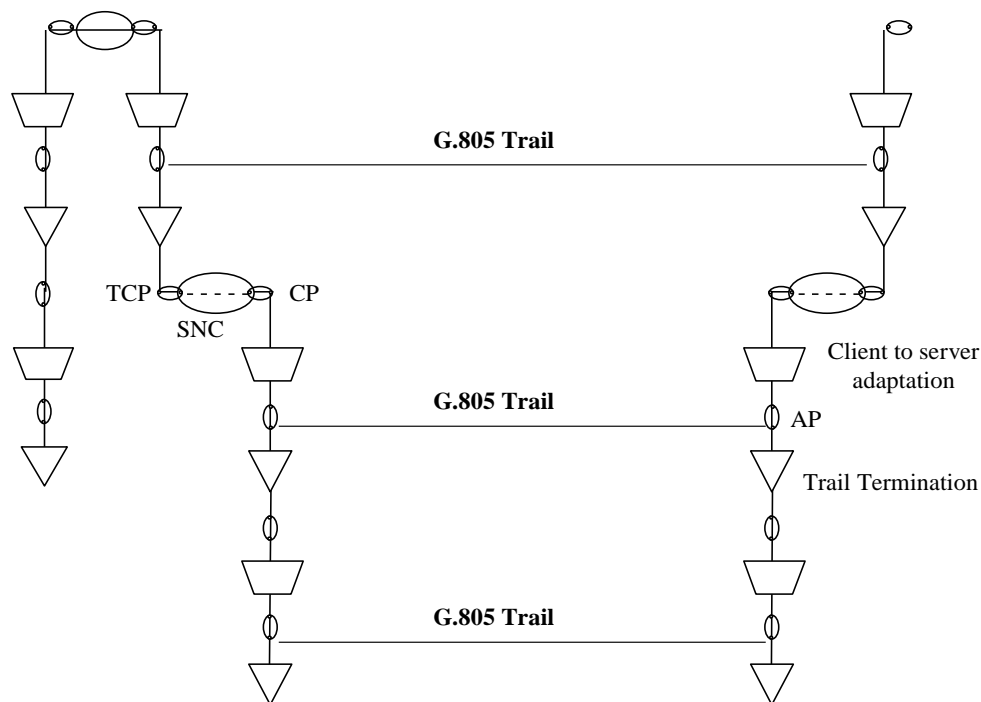 G.805 Trail
TCP
CP
SNC
Client to server
adaptation
G.805 Trail
AP
Trail Termination
G.805 Trail